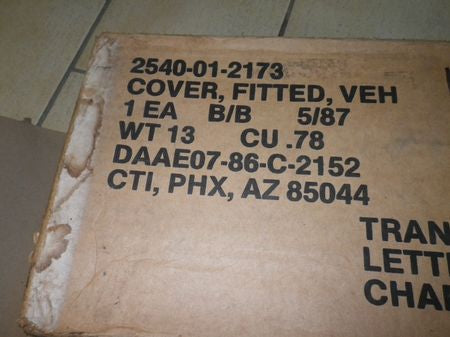 2540-01-2173
COVER, FITTED, VEH
1 EA B/B 5/87
WT 13 CU .78
DAAE07-86-C-2152
CTI, PHX, AZ 85044
TRAN
LETT
CHA